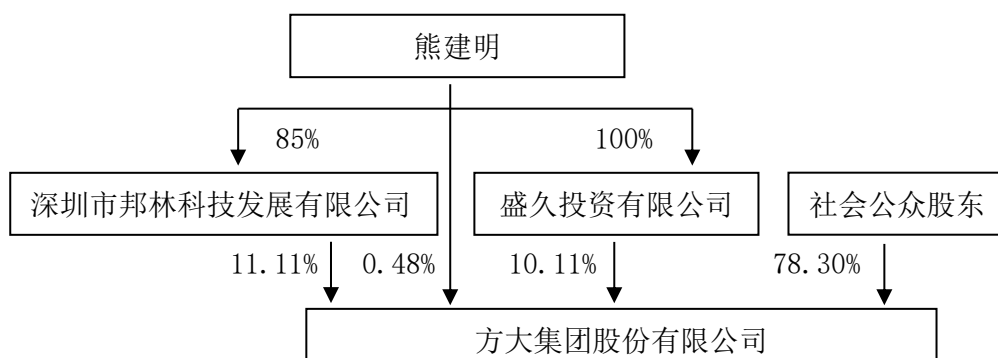 熊建明
85%
100%
深圳市邦林科技发展有限公司
盛久投资有限公司
社会公众股东
11.11%
0.48%
10.11%
78.30%
方大集团股份有限公司